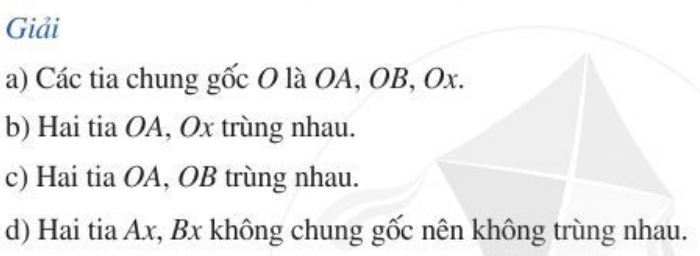 Giải
a) Các tia chung gốc O là OA, OB, Ox.
b) Hai tia OA, Ox trùng nhau.
c) Hai tia OA, OB trùng nhau.
d) Hai tia Ax, Bx không chung gốc nên không trùng nhau.